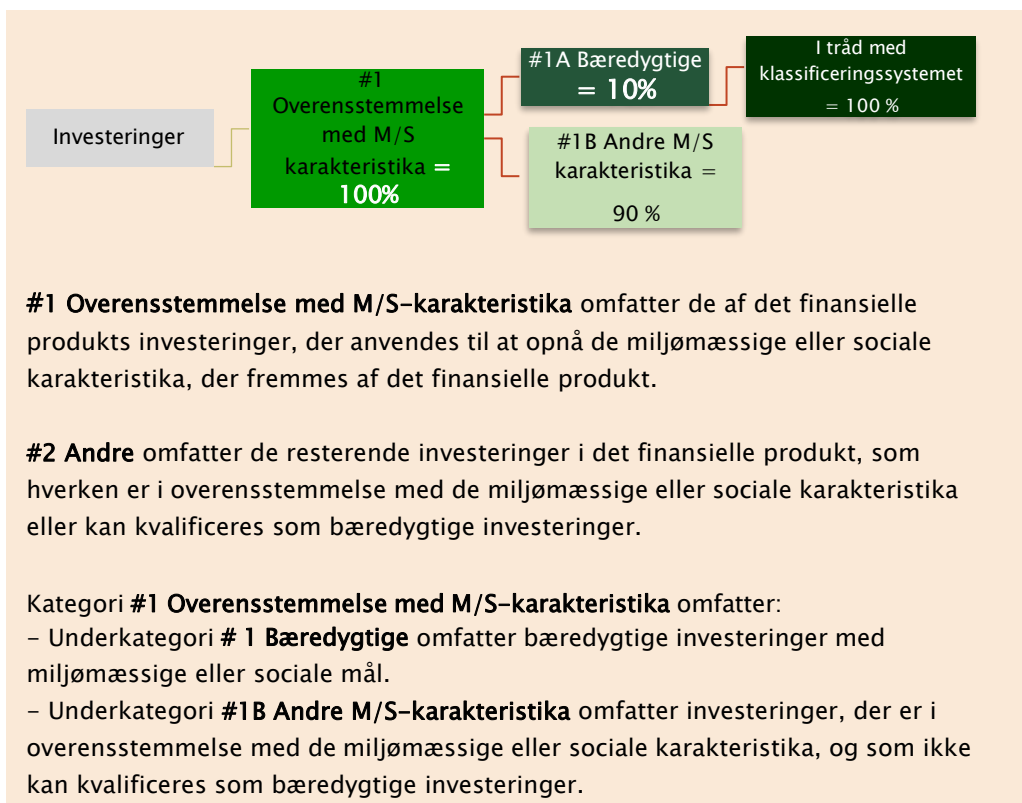 Investeringer
#1
Overensstemmelse
med M/S
karakteristika =
100%
#1A Bæredygtige
= 10%
I tråd med
klassificeringssystemet
= 100 %
#1B Andre M/S
karakteristika =
90 %
#1 Overensstemmelse med M/S-karakteristika omfatter de af det finansielle
produkts investeringer, der anvendes til at opnå de miljømæssige eller sociale
karakteristika, der fremmes af det finansielle produkt.
#2 Andre omfatter de resterende investeringer i det finansielle produkt, som
hverken er i overensstemmelse med de miljømæssige eller sociale karakteristika
eller kan kvalificeres som bæredygtige investeringer.
Kategori #1 Overensstemmelse med M/S-karakteristika omfatter:
- Underkategori # 1 Bæredygtige omfatter bæredygtige investeringer med
miljømæssige eller sociale mål.
- Underkategori #1B Andre M/S-karakteristika omfatter investeringer, der er i
overensstemmelse med de miljømæssige eller sociale karakteristika, og som ikke
kan kvalificeres som bæredygtige investeringer.